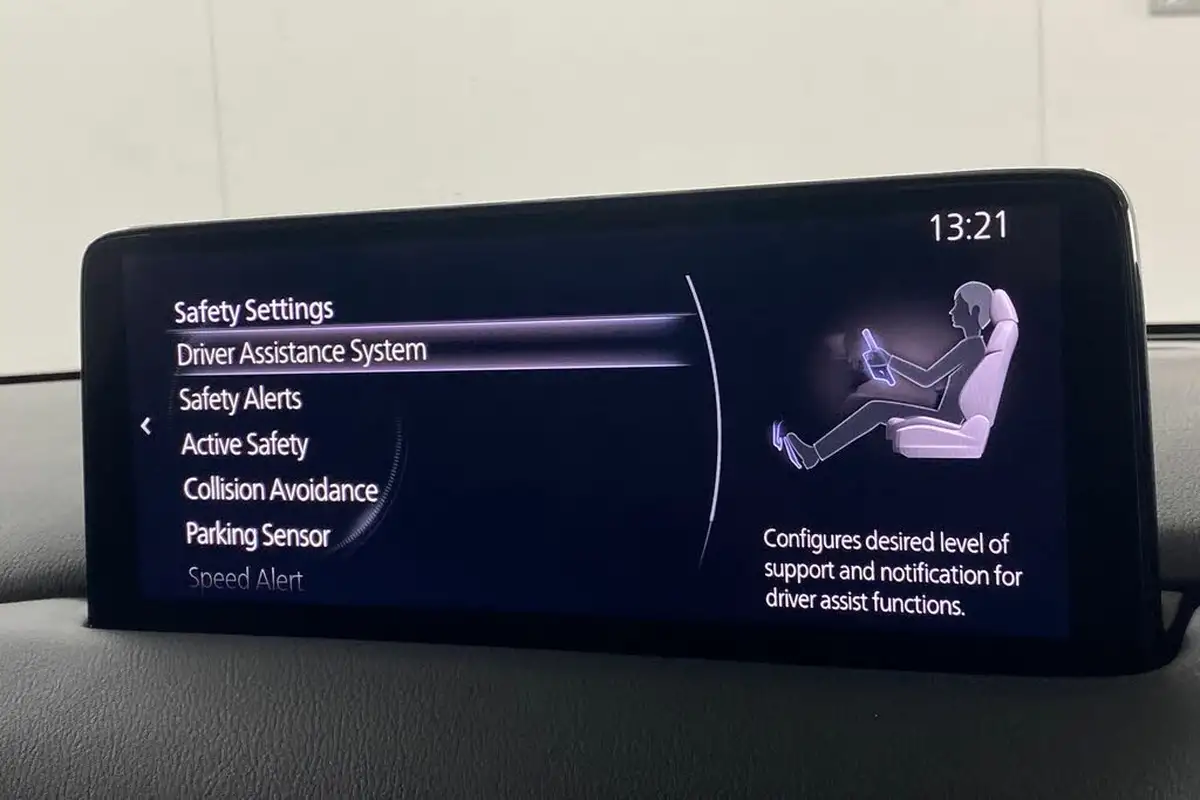 13:21
Safety Settings
Driver Assistance System
Safety Alerts
Active Safety
Collision Avoidance
Parking Sensor
Speed Alert
Configures desired level of
support and notification for
driver assist functions.